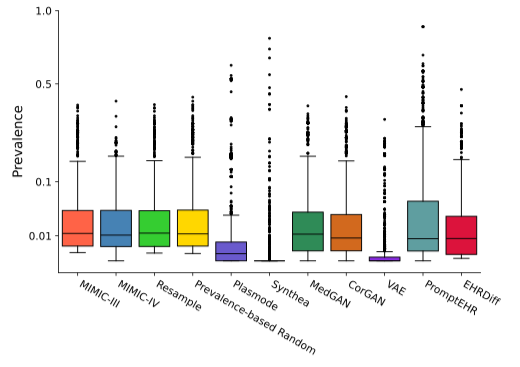 1.0
0.5
0.1
0.01
Prevalence
MIMIC-III
MIMIC-IV
Resample
Prevalence-based Random
Plasmode
Synthea
MedGAN
CorGAN
VAE
PromptEHR
EHRDiff